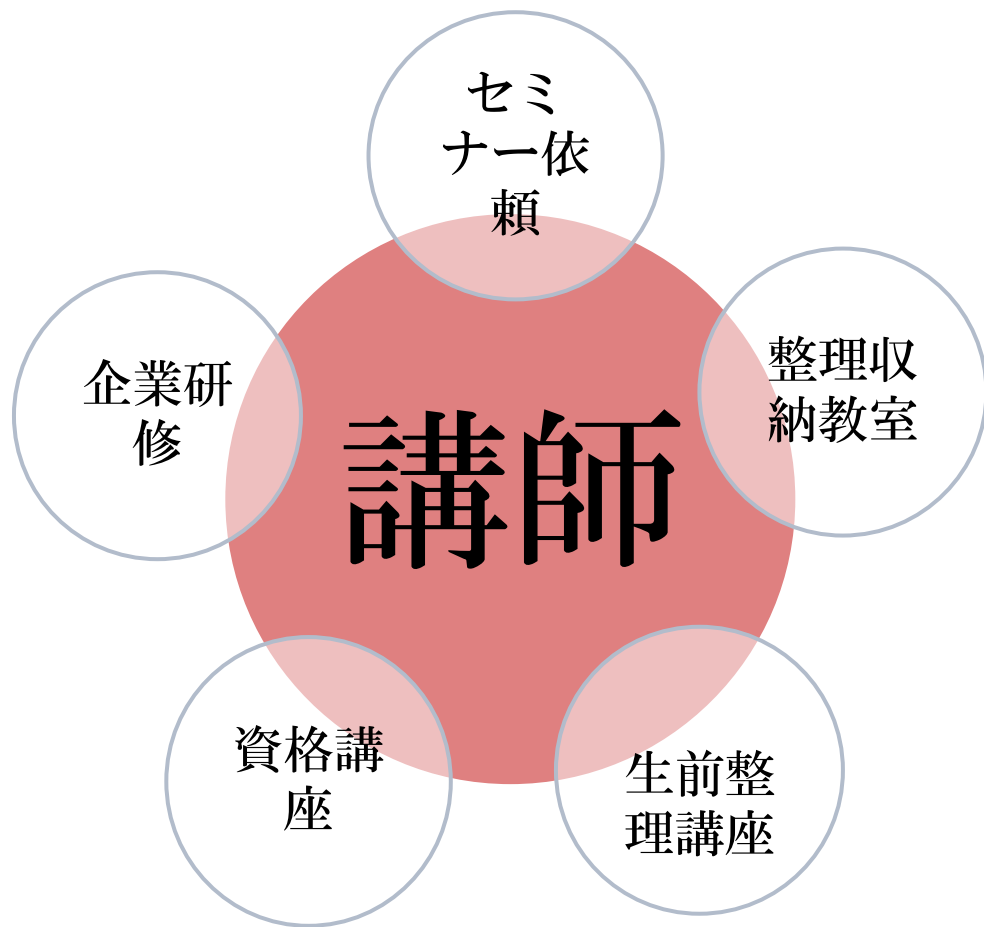 セミ
ナー依
頼
整理収
納教室
企業研
修
講師
資格講
座
生前整
理講座